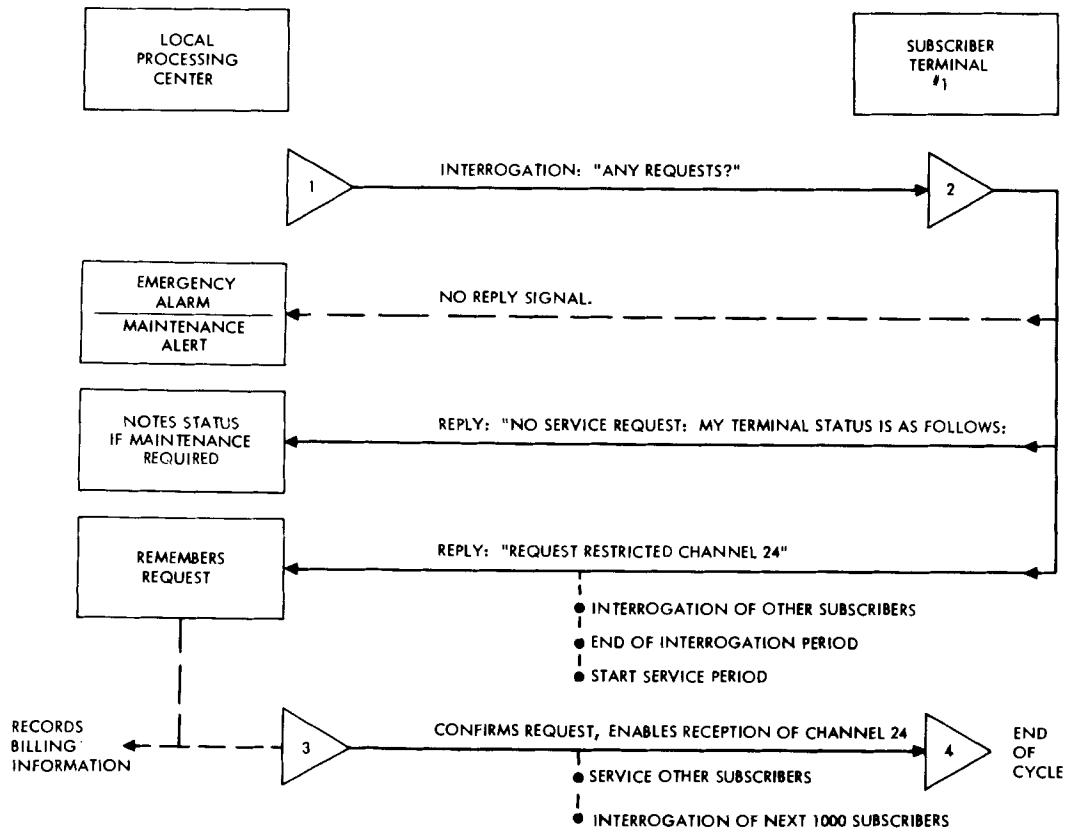 LOCAL
PROCESSING
CENTER
SUBSCRIBER
TERMINAL
#1
INTERROGATION: "ANY REQUESTS?"
1
2
EMERGENCY
ALARM
MAINTENANCE
ALERT
NO REPLY SIGNAL.
NOTES STATUS
IF MAINTENANCE
REQUIRED
REPLY: "NO SERVICE REQUEST: MY TERMINAL STATUS IS AS FOLLOWS:
REMEMBERS
REQUEST
REPLY: "REQUEST RESTRICTED CHANNEL 24"
INTERROGATION OF OTHER SUBSCRIBERS
END OF INTERROGATION PERIOD
START SERVICE PERIOD
RECORDS
BILLING
INFORMATION
3
CONFIRMS REQUEST, ENABLES RECEPTION OF CHANNEL 24
4
END
OF
CYCLE
SERVICE OTHER SUBSCRIBERS
INTERROGATION OF NEXT 1000 SUBSCRIBERS